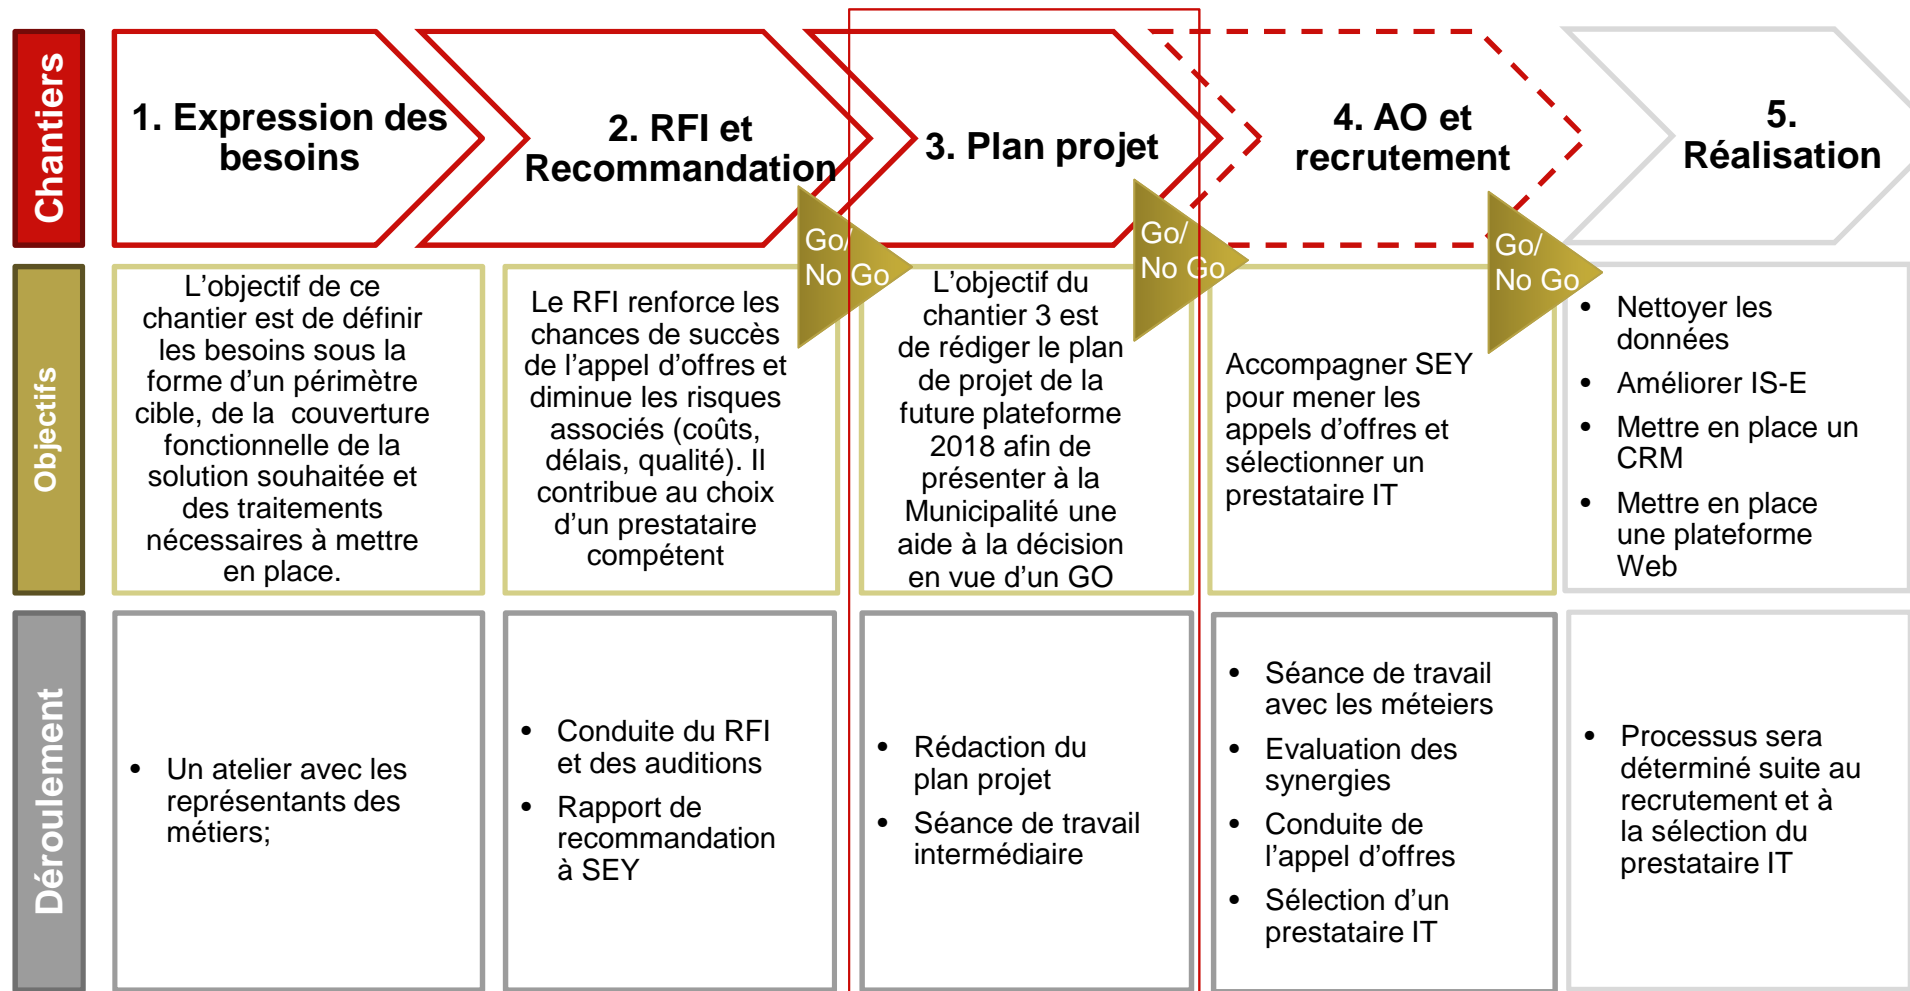 Chantiers
1. Expression des
besoins
2. RFI et
Recommandation
3. Plan projet
4. AO et
recrutement
5.
Réalisation
Go/
No Go
Go/
No Go
Go/
No Go
Objectifs
L’objectif de ce
chantier est de définir
les besoins sous la
forme d’un périmètre
cible, de la couverture
fonctionnelle de la
solution souhaitée et
des traitements
nécessaires à mettre
en place.
Le RFI renforce les
chances de succès
de l’appel d’offres et
diminue les risques
associés (coûts,
délais, qualité). Il
contribue au choix
d’un prestataire
compétent
L’objectif du
chantier 3 est
de rédiger le plan
de projet de la
future plateforme
2018 afin de
présenter à la
Municipalité une
aide à la décision
en vue d’un GO
Accompagner SEY
pour mener les
appels d’offres et
sélectionner un
prestataire IT
• Nettoyer les
données
• Améliorer IS-E
• Mettre en place un
CRM
• Mettre en place
une plateforme
Web
Déroulement
• Un atelier avec les
représentants des
métiers;
• Conduite du RFI
et des auditions
• Rapport de
recommandation
à SEY
• Rédaction du
plan projet
• Séance de travail
intermédiaire
• Séance de travail
avec les méteiers
• Evaluation des
synergies
• Conduite de
l’appel d’offres
• Sélection d’un
prestataire IT
• Processus sera
déterminé suite au
recrutement et à
la sélection du
prestataire IT